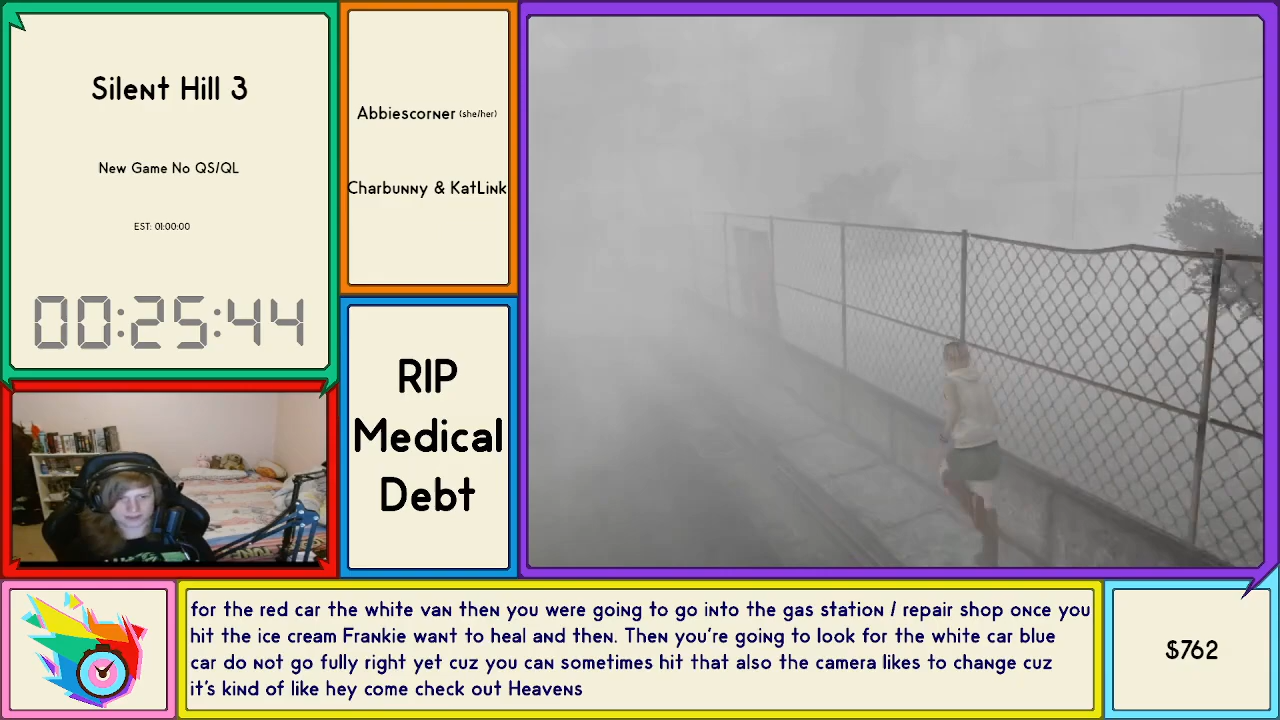 Silent Hill 3
New Game No QS/QL
EST: 01:00:00
00:25:44
Abbiescorner (she/her)
Charbunny & KatLink
RIP
Medical
Debt
for the red car the white van then you were going to go into the gas station / repair shop once you
hit the ice cream Frankie want to heal and then. Then you're going to look for the white car blue
car do not go fully right yet cuz you can sometimes hit that also the camera likes to change cuz
it's kind of like hey come check out Heavens
$762